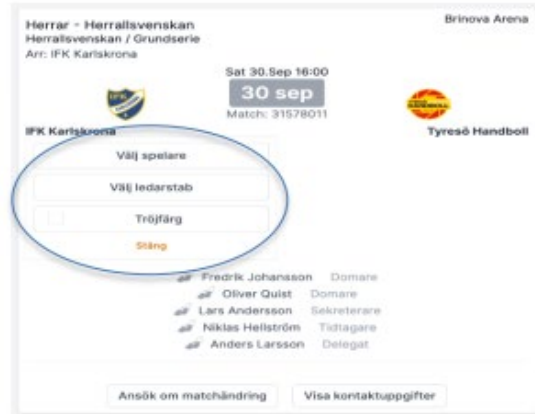 Herrar - Herrallsvenskan
Brinova Arena
Herrallsvenskan / Grundserie
Arr: IFK Karlskrona
Sat 30.Sep 16:00
30 sep
Match: 31578011
IFK
HANDBOLL
IFK Karlskrona
Tyresö Handboll
Välj spelare
Välj ledarstab
Tröjfärg
Stäng
Fredrik Johansson Domare
Oliver Quist Domare
Lars Andersson Sekreterare
Niklas Hellström Tidtagare
Anders Larsson Delegat
Ansök om matchändring
Visa kontaktuppgifter